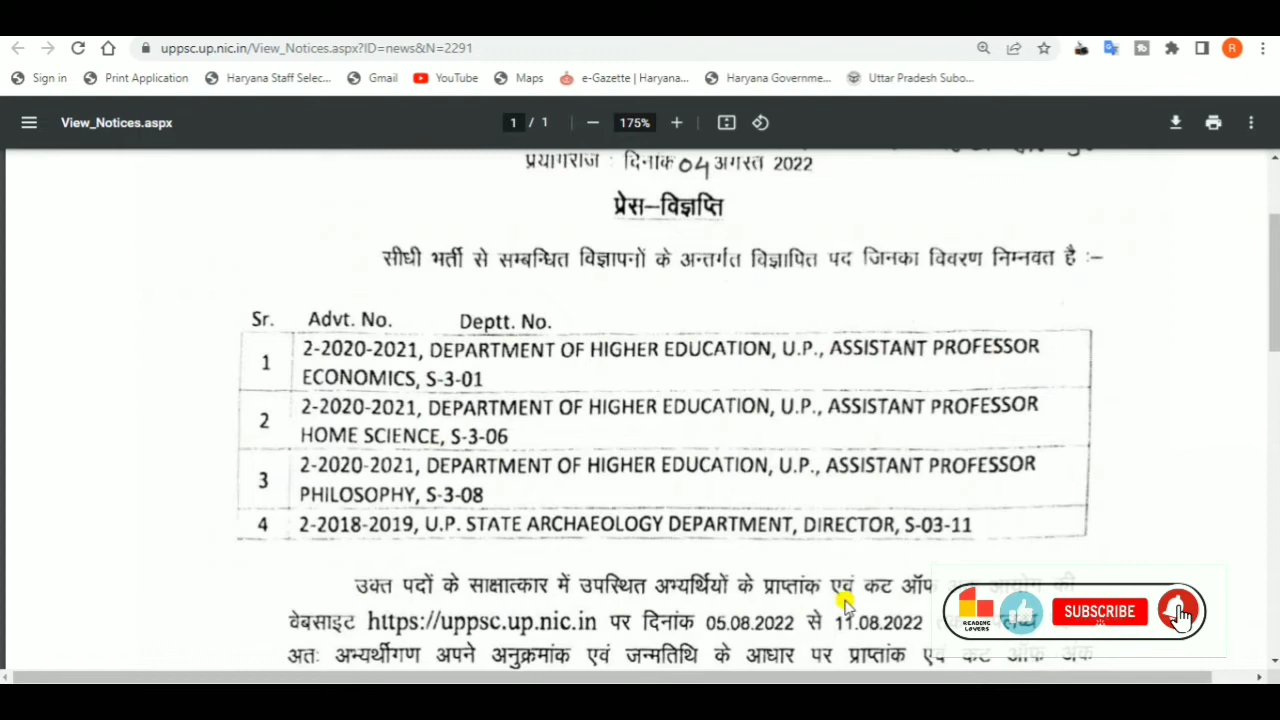 uppsc.up.nic.in/View_Notices.aspx?ID=news&N=2291
R
Sign in Print Application Haryana Staff Selec... Gmail YouTube Maps e-Gazette | Haryana... Haryana Governme... Uttar Pradesh Subo...
View_Notices.aspx 1 / 1 175%
प्रयागराज : दिनांक 04 अगस्त 2022
प्रेस–विज्ञप्ति
सीधी भर्ती से सम्बन्धित विज्ञापनों के अन्तर्गत विज्ञापित पद जिनका विवरण निम्नवत है :–
Sr. Advt. No. Deptt. No.
1 2-2020-2021, DEPARTMENT OF HIGHER EDUCATION, U.P., ASSISTANT PROFESSOR
ECONOMICS, S-3-01
2 2-2020-2021, DEPARTMENT OF HIGHER EDUCATION, U.P., ASSISTANT PROFESSOR
HOME SCIENCE, S-3-06
3 2-2020-2021, DEPARTMENT OF HIGHER EDUCATION, U.P., ASSISTANT PROFESSOR
PHILOSOPHY, S-3-08
4 2-2018-2019, U.P. STATE ARCHAEOLOGY DEPARTMENT, DIRECTOR, S-03-11
उक्त पदों के साक्षात्कार में उपस्थित अभ्यर्थियों के प्राप्तांक एवं कट ऑफ अंक आयोग की
वेबसाइट https://uppsc.up.nic.in पर दिनांक 05.08.2022 से 11.08.2022
अतः अभ्यर्थीगण अपने अनुक्रमांक एवं जन्मतिथि के आधार पर प्राप्तांक एवं कट ऑफ अंक
READING
LOVERS
SUBSCRIBE